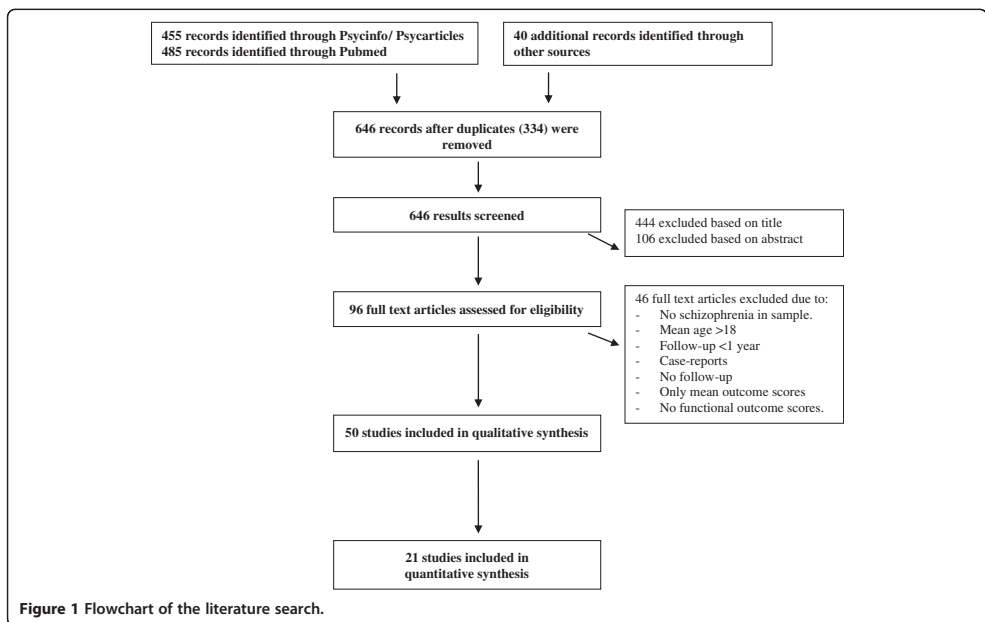 455 records identified through Psycinfo/ Psycarticles
485 records identified through Pubmed
40 additional records identified through
other sources
646 records after duplicates (334) were
removed
646 results screened
444 excluded based on title
106 excluded based on abstract
96 full text articles assessed for eligibility
46 full text articles excluded due to:
- No schizophrenia in sample.
- Mean age >18
- Follow-up <1 year
- Case-reports
- No follow-up
- Only mean outcome scores
- No functional outcome scores.
50 studies included in qualitative synthesis
21 studies included in
quantitative synthesis
Figure 1 Flowchart of the literature search.